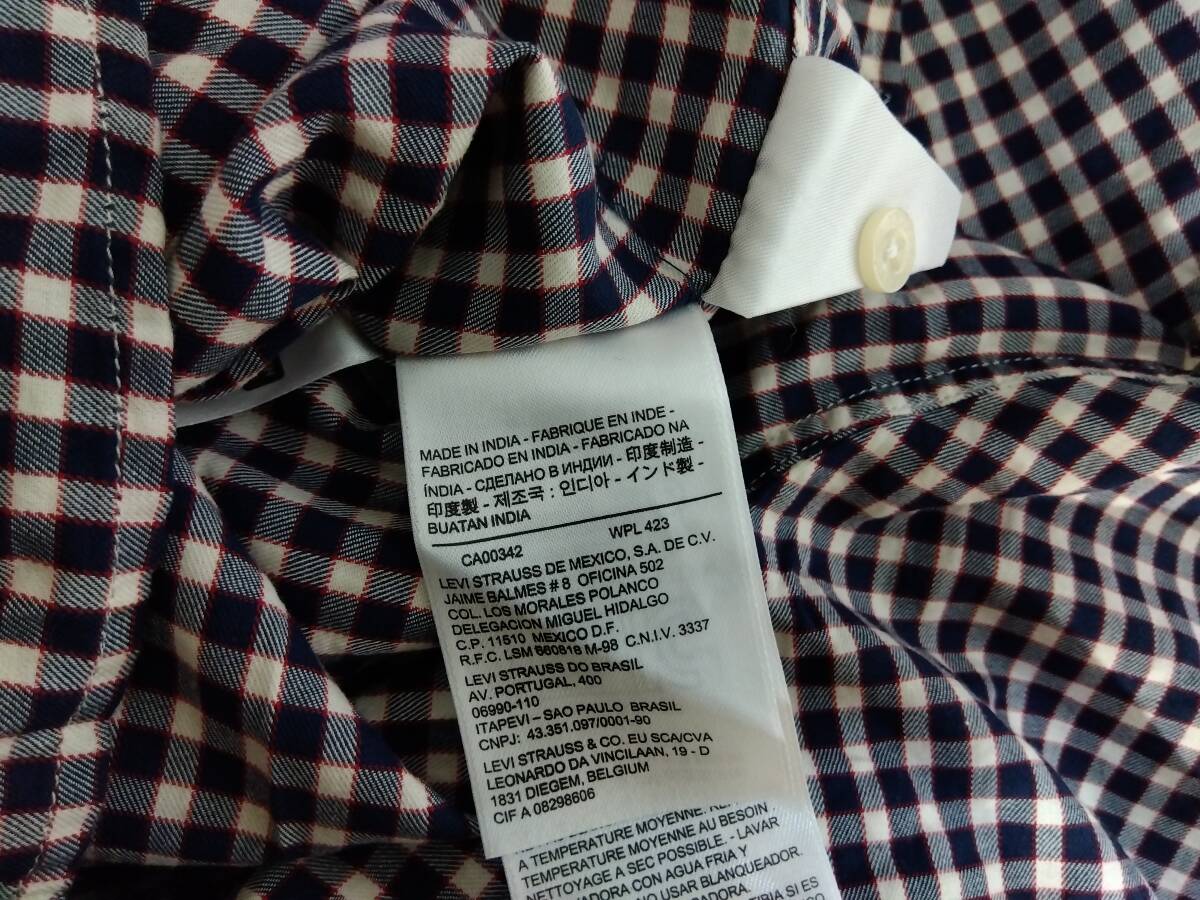 MADE IN INDIA - FABRIQUE EN INDE -
FABRICADO EN INDIA - FABRICADO NA
ÍNDIA - СДЕЛАНО В ИНДИИ - 印度制造 -
印度製 - 제조국 : 인디아 - インド製 -
BUATAN INDIA
CA00342 WPL 423
LEVI STRAUSS DE MEXICO, S.A. DE C.V.
JAIME BALMES # 8 OFICINA 502
COL. LOS MORALES POLANCO
DELEGACION MIGUEL HIDALGO
C.P. 11510 MEXICO D.F.
R.F.C. LSM 660818 M-98 C.N.I.V. 3337
LEVI STRAUSS DO BRASIL
AV. PORTUGAL, 400
06990-110
ITAPEVI – SAO PAULO BRASIL
CNPJ: 43.351.097/0001-90
LEVI STRAUSS & CO. EU SCA/CVA
LEONARDO DA VINCILAAN, 19 - D
1831 DIEGEM, BELGIUM
CIF A 08298606
A TEMPERATURE MOYENNE.
TEMPERATURE MOYENNE AU BESOIN
NETTOYAGE A SEC POSSIBLE. - LAVAR
CON AGUA FRIA Y
NO USAR BLANQUEADOR.
SI ES